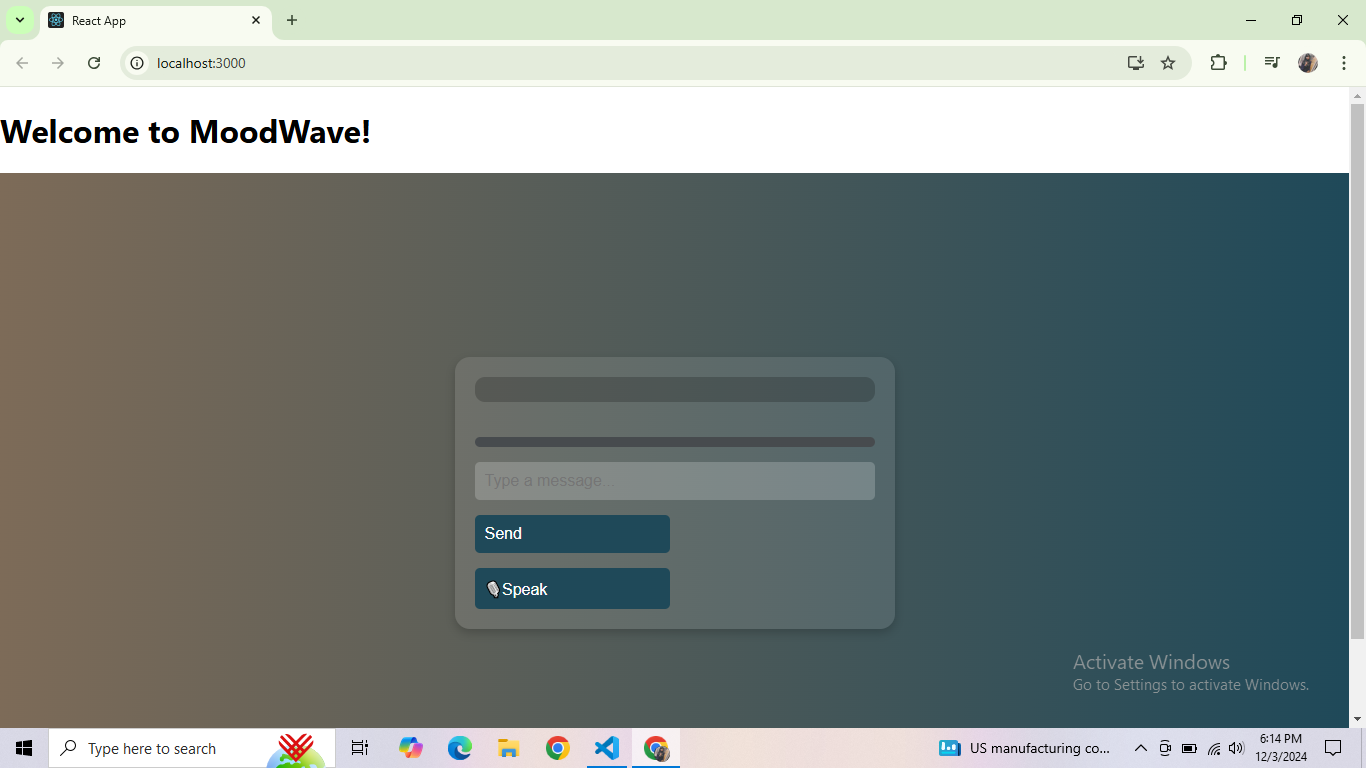 React App
localhost:3000
Welcome to MoodWave!
Type a message...
Send
Speak
Activate Windows
Go to Settings to activate Windows.
Type here to search
US manufacturing co...
6:14 PM
12/3/2024